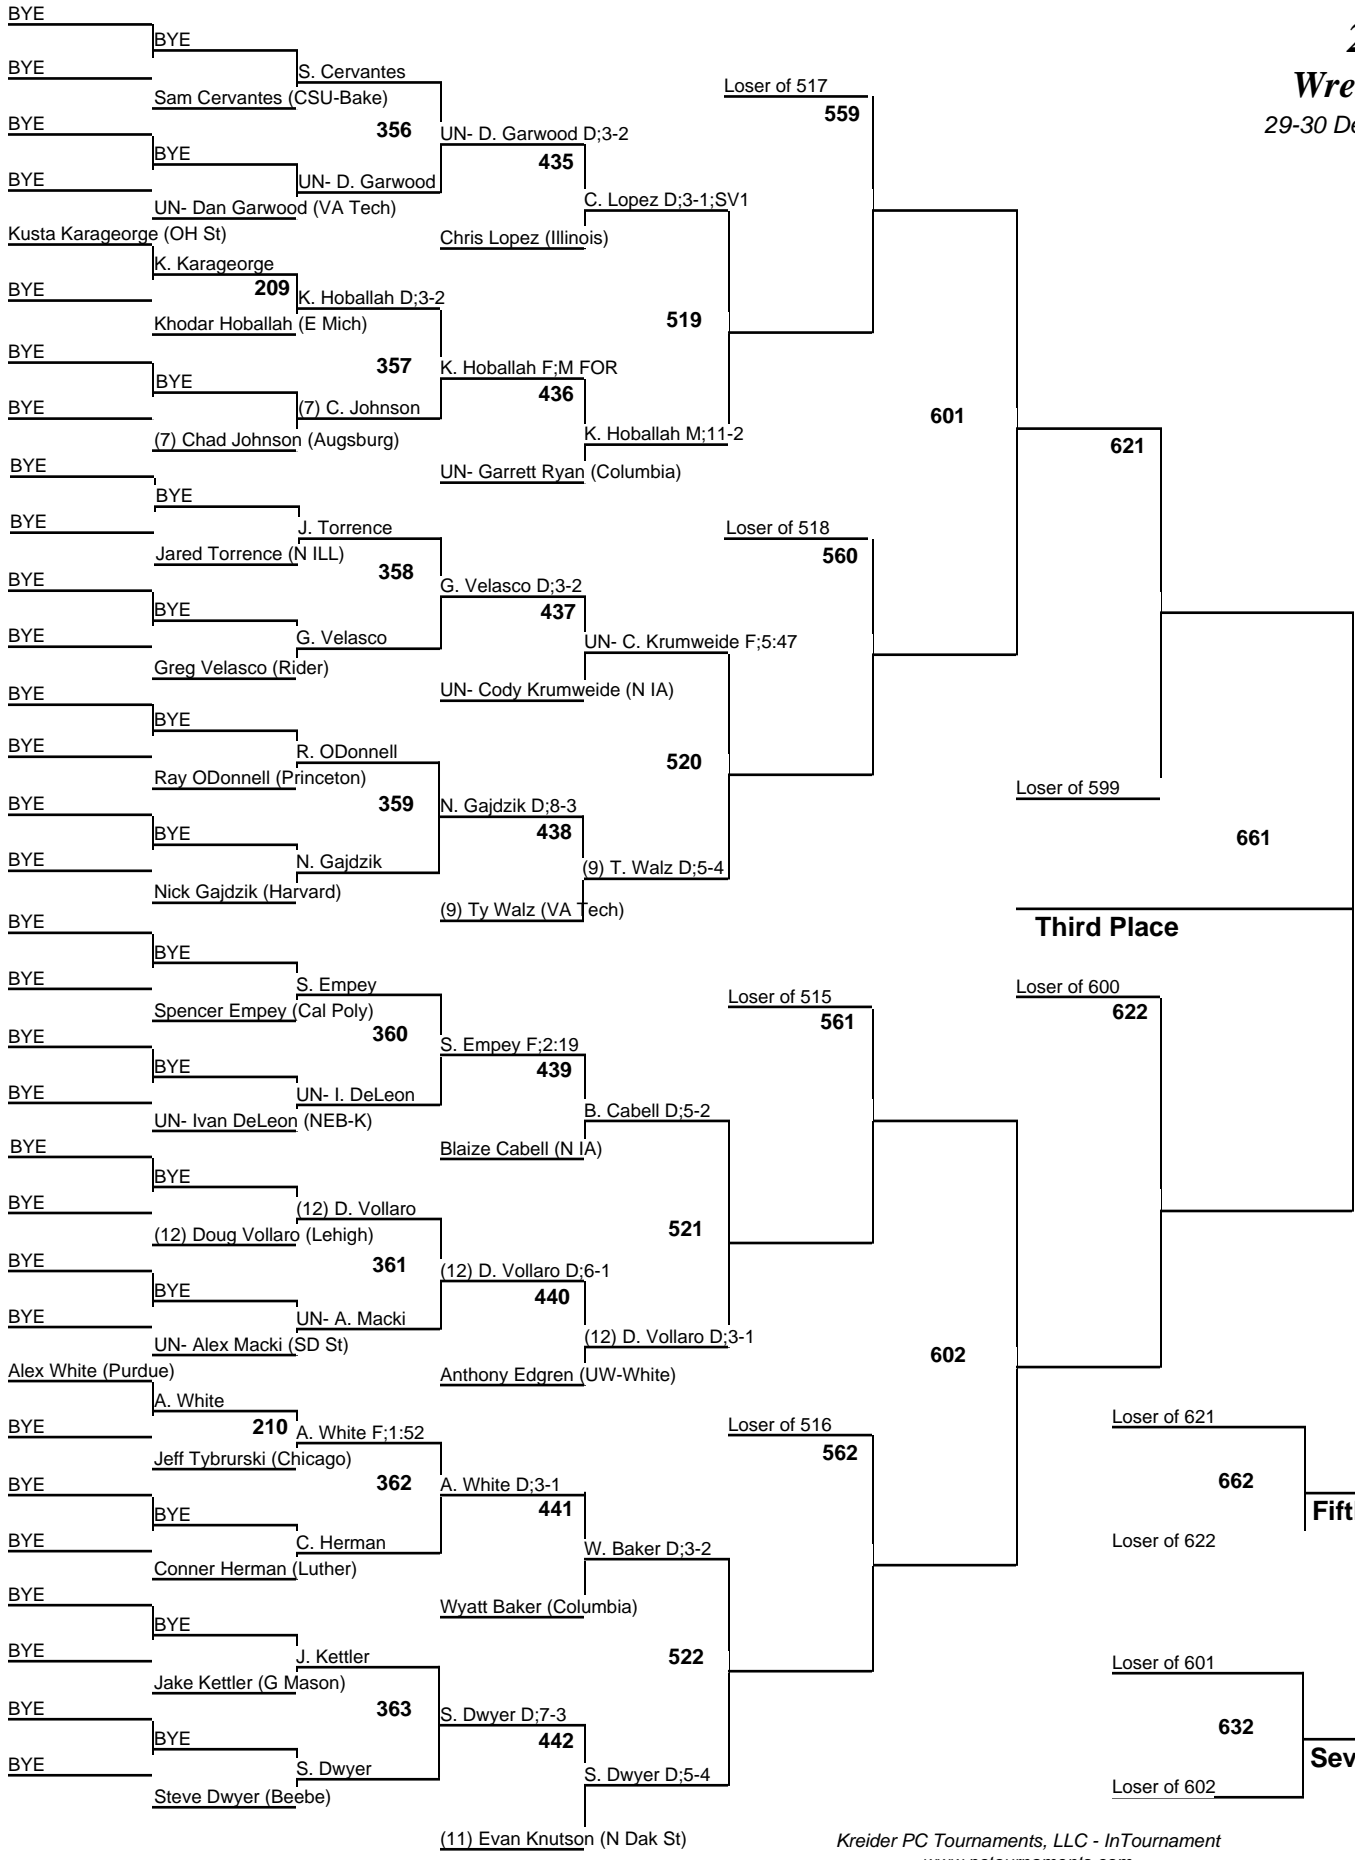 BYE
BYE
2
BYE
S. Cervantes
Loser of 517
Wre
Sam Cervantes (CSU-Bake)
559
BYE
356
UN- D. Garwood D;3-2
29-30 De
BYE
435
BYE
UN- D. Garwood
C. Lopez D;3-1;SV1
UN- Dan Garwood (VA Tech)
Kusta Karageorge (OH St)
Chris Lopez (Illinois)
K. Karageorge
BYE
209
K. Hoballah D;3-2
Khodar Hoballah (E Mich)
519
BYE
357
K. Hoballah F;M FOR
BYE
436
BYE
(7) C. Johnson
601
(7) Chad Johnson (Augsburg)
K. Hoballah M;11-2
621
BYE
UN- Garrett Ryan (Columbia)
BYE
BYE
J. Torrence
Loser of 518
Jared Torrence (N ILL)
560
BYE
358
G. Velasco D;3-2
BYE
437
BYE
G. Velasco
UN- C. Krumweide F;5:47
Greg Velasco (Rider)
BYE
UN- Cody Krumweide (N IA)
BYE
BYE
R. ODonnell
520
Ray ODonnell (Princeton)
Loser of 599
BYE
359
N. Gajdzik D;8-3
BYE
438
661
BYE
N. Gajdzik
(9) T. Walz D;5-4
Nick Gajdzik (Harvard)
(9) Ty Walz (VA Tech)
BYE
Third Place
BYE
BYE
S. Empey
Loser of 515
Loser of 600
Spencer Empey (Cal Poly)
561
622
BYE
360
S. Empey F;2:19
BYE
439
BYE
UN- I. DeLeon
B. Cabell D;5-2
UN- Ivan DeLeon (NEB-K)
BYE
Blaize Cabell (N IA)
BYE
BYE
(12) D. Vollaro
521
(12) Doug Vollaro (Lehigh)
BYE
361
(12) D. Vollaro D;6-1
BYE
440
BYE
UN- A. Macki
(12) D. Vollaro D;3-1
UN- Alex Macki (SD St)
602
Alex White (Purdue)
Anthony Edgren (UW-White)
A. White
BYE
210
A. White F;1:52
Loser of 516
Loser of 621
Jeff Tybrurski (Chicago)
562
BYE
362
A. White D;3-1
662
BYE
441
Fift
BYE
C. Herman
W. Baker D;3-2
Loser of 622
Conner Herman (Luther)
BYE
Wyatt Baker (Columbia)
BYE
BYE
J. Kettler
522
Loser of 601
Jake Kettler (G Mason)
BYE
363
S. Dwyer D;7-3
632
BYE
442
Sev
BYE
S. Dwyer
S. Dwyer D;5-4
Loser of 602
Steve Dwyer (Beebe)
(11) Evan Knutson (N Dak St)
Kreider PC Tournaments, LLC - InTournament